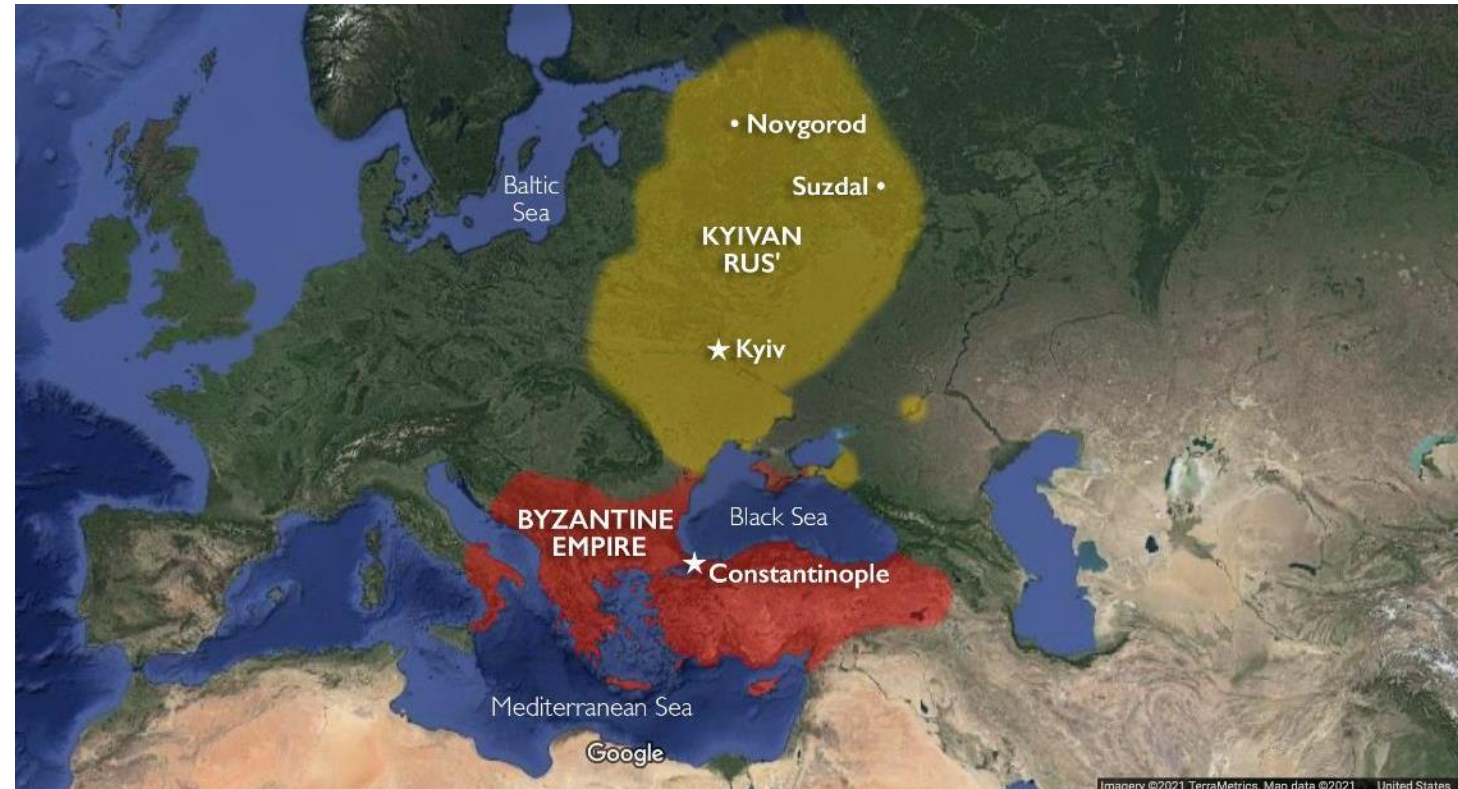 • Novgorod
Suzdal •
Baltic
Sea
KYIVAN
RUS'
★ Kyiv
BYZANTINE
EMPIRE
Black Sea
★ Constantinople
Mediterranean Sea
Google
Imagery ©2021 TerraMetrics, Map data ©2021 United States